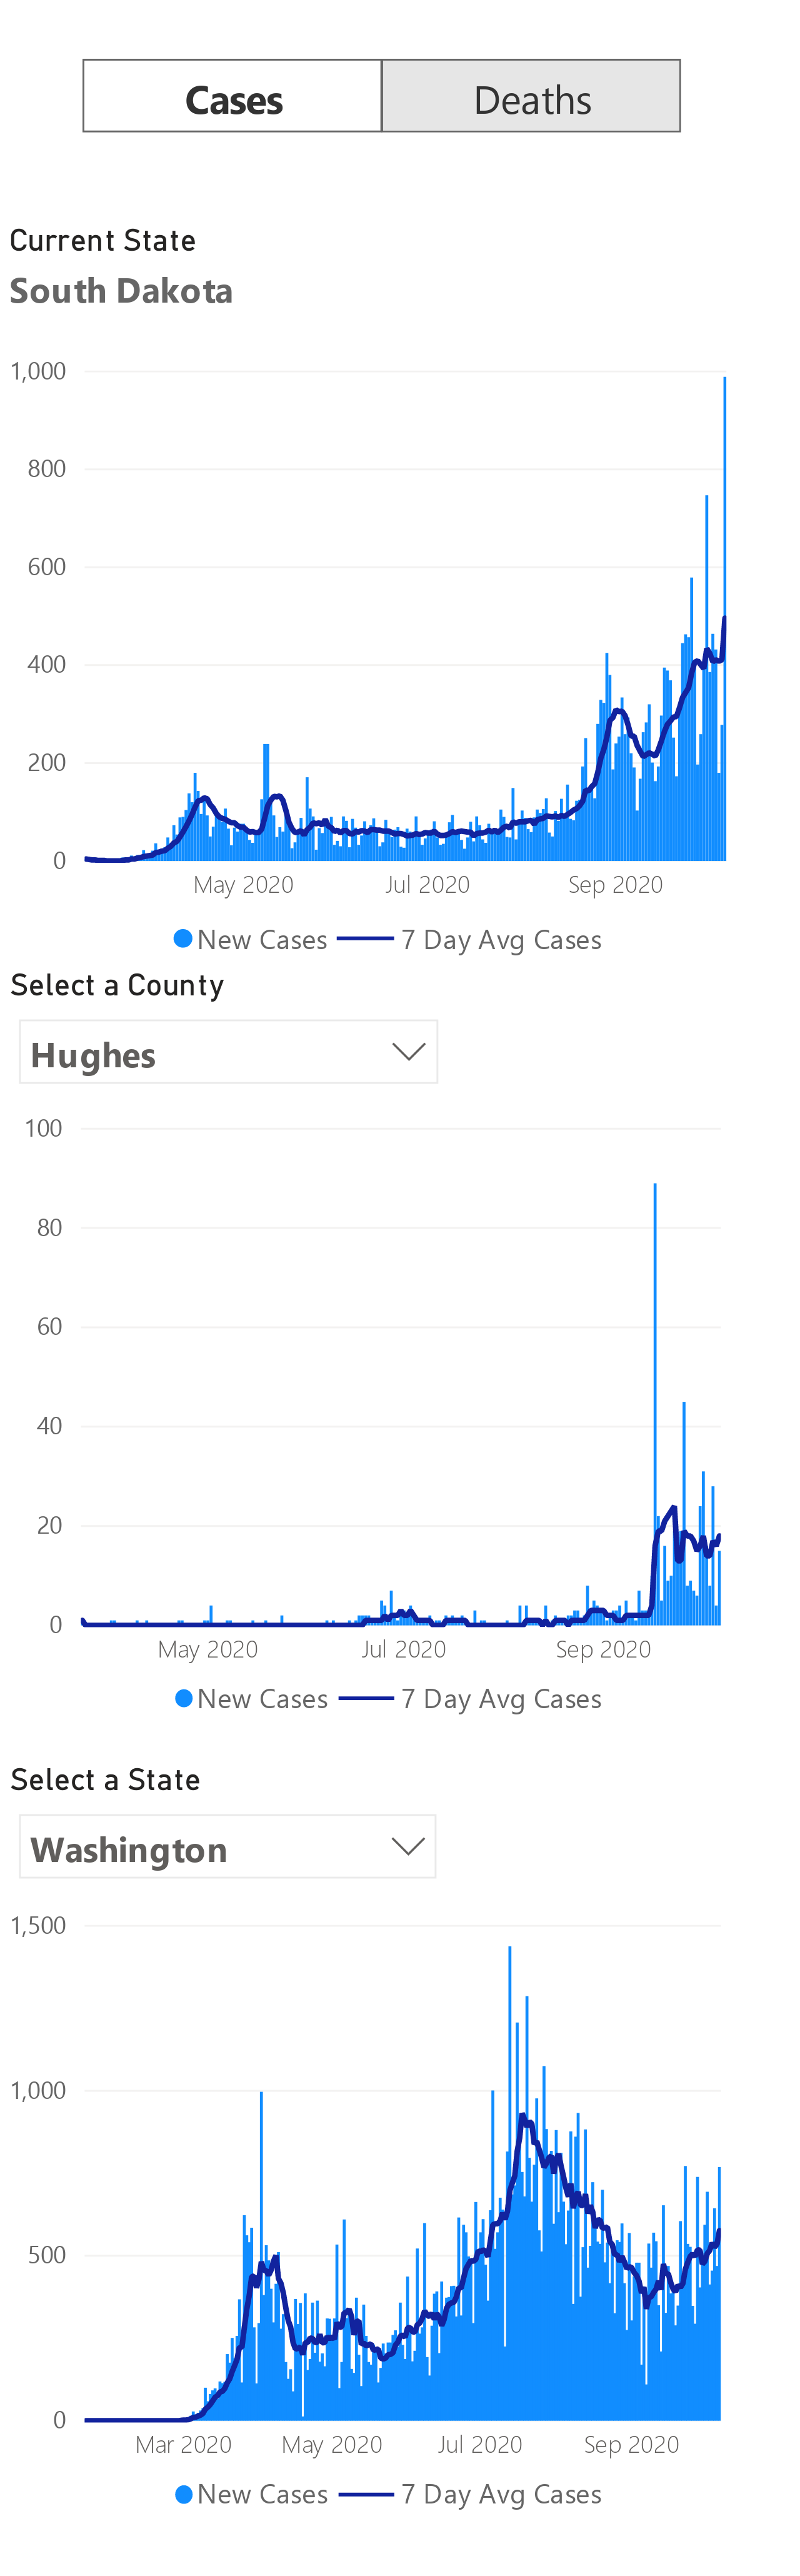 Cases Deaths
Current State
South Dakota
1,000
800
600
400
200
0
May 2020 Jul 2020 Sep 2020
New Cases 7 Day Avg Cases
Select a County
Hughes
100
80
60
40
20
0
May 2020 Jul 2020 Sep 2020
New Cases 7 Day Avg Cases
Select a State
Washington
1,500
1,000
500
0
Mar 2020 May 2020 Jul 2020 Sep 2020
New Cases 7 Day Avg Cases